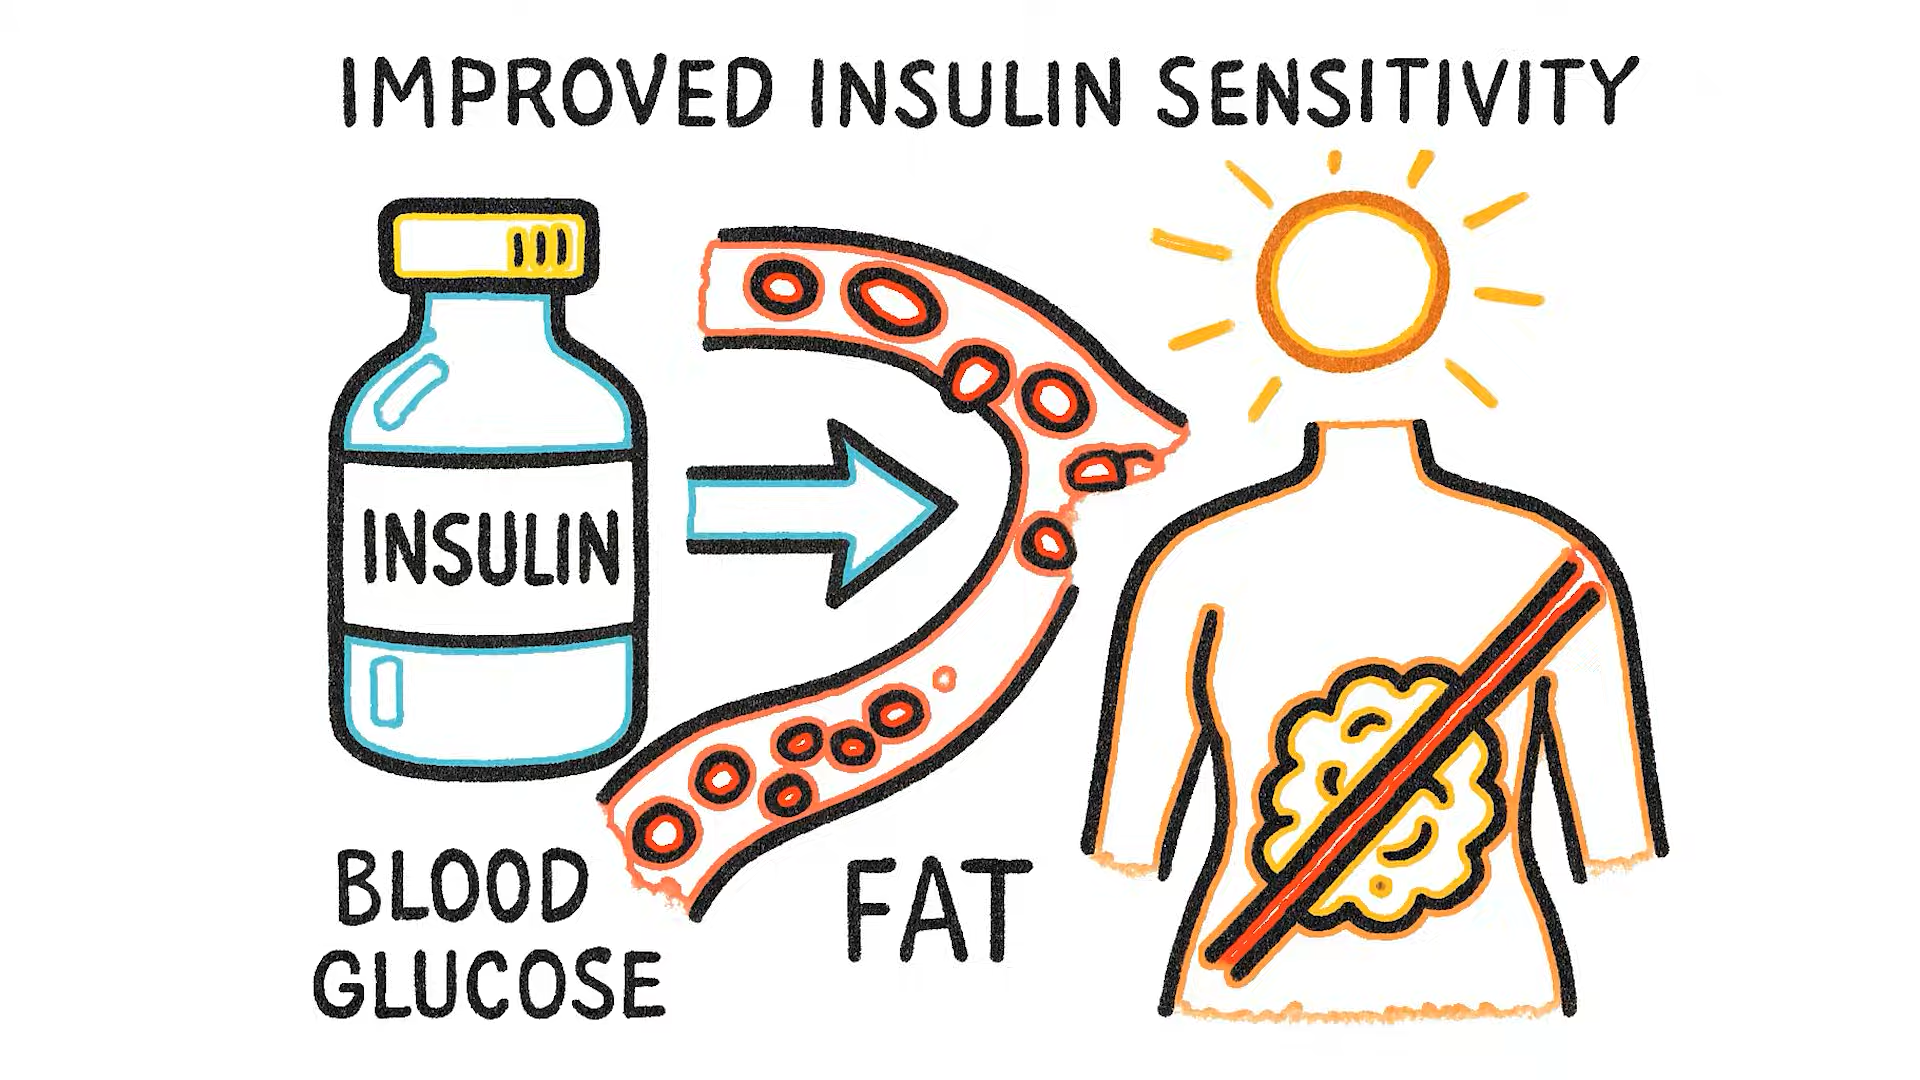 IMPROVED INSULIN SENSITIVITY
INSULIN
BLOOD
GLUCOSE
FAT